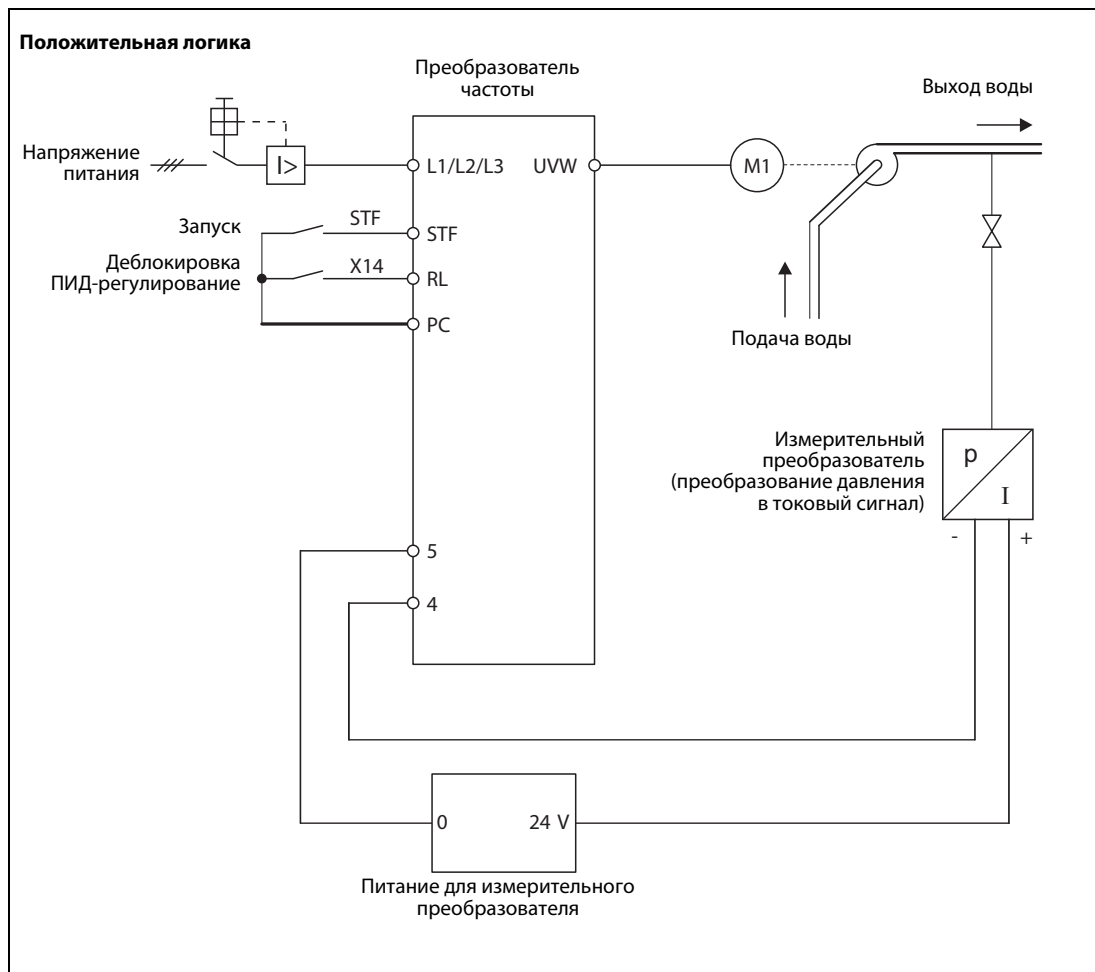 Положительная логика
Преобразователь
частоты
Выход воды
Напряжение
питания
I>
L1/L2/L3
UVW
M1
Запуск
STF
STF
Деблокировка
ПИД-регулирование
X14
RL
PC
Подача воды
Измерительный
преобразователь
(преобразование давления
в токовый сигнал)
p
I
-
+
5
4
0
24 V
Питание для измерительного
преобразователя